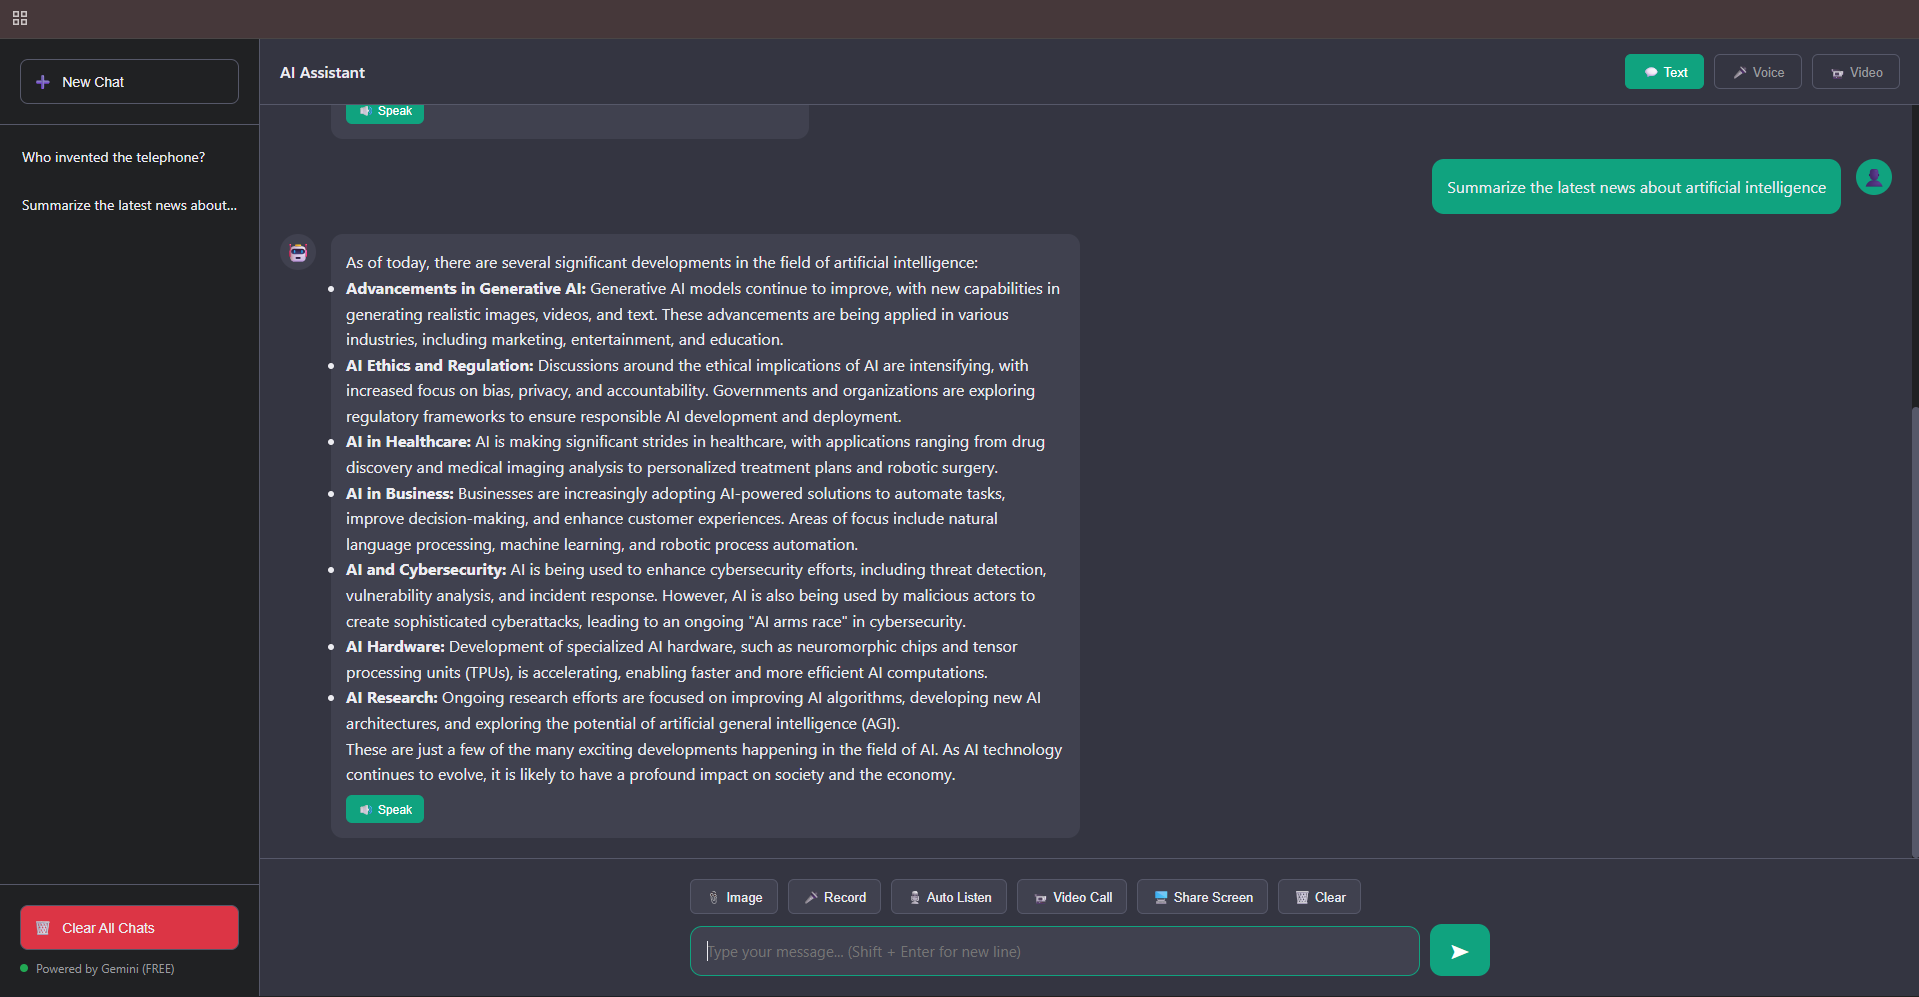 New Chat
Who invented the telephone?
Summarize the latest news about...
Clear All Chats
Powered by Gemini (FREE)
AI Assistant
Text
Voice
Video
Speak
Summarize the latest news about artificial intelligence
As of today, there are several significant developments in the field of artificial intelligence:
Advancements in Generative AI: Generative AI models continue to improve, with new capabilities in
generating realistic images, videos, and text. These advancements are being applied in various
industries, including marketing, entertainment, and education.
AI Ethics and Regulation: Discussions around the ethical implications of AI are intensifying, with
increased focus on bias, privacy, and accountability. Governments and organizations are exploring
regulatory frameworks to ensure responsible AI development and deployment.
AI in Healthcare: AI is making significant strides in healthcare, with applications ranging from drug
discovery and medical imaging analysis to personalized treatment plans and robotic surgery.
AI in Business: Businesses are increasingly adopting AI-powered solutions to automate tasks,
improve decision-making, and enhance customer experiences. Areas of focus include natural
language processing, machine learning, and robotic process automation.
AI and Cybersecurity: AI is being used to enhance cybersecurity efforts, including threat detection,
vulnerability analysis, and incident response. However, AI is also being used by malicious actors to
create sophisticated cyberattacks, leading to an ongoing "AI arms race" in cybersecurity.
AI Hardware: Development of specialized AI hardware, such as neuromorphic chips and tensor
processing units (TPUs), is accelerating, enabling faster and more efficient AI computations.
AI Research: Ongoing research efforts are focused on improving AI algorithms, developing new AI
architectures, and exploring the potential of artificial general intelligence (AGI).
These are just a few of the many exciting developments happening in the field of AI. As AI technology
continues to evolve, it is likely to have a profound impact on society and the economy.
Speak
Image
Record
Auto Listen
Video Call
Share Screen
Clear
Type your message... (Shift + Enter for new line)